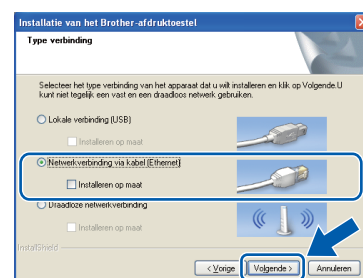 Installatie van het Brother-afdruktoestel
Type verbinding
Selecteer het type verbinding van het apparaat dat u wilt installeren en klik op Volgende.U
kunt niet tegelijk een vast en een draadloos netwerk gebruiken.
Lokale verbinding (USB)
Installeren op maat
Netwerkverbinding via kabel (Ethernet)
Installeren op maat
Draadloze netwerkverbinding
Installeren op maat
InstallShield
< Vorige
Volgende >
Annuleren